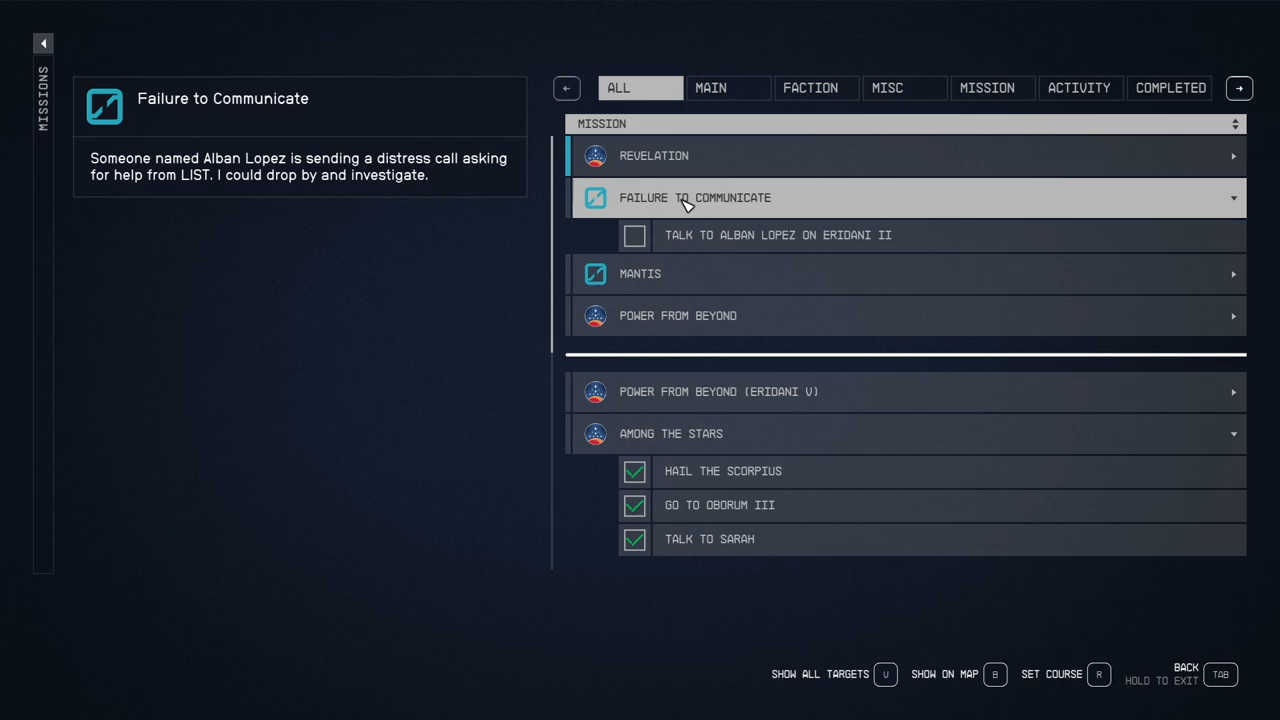 MISSIONS
Failure to Communicate
Someone named Alban Lopez is sending a distress call asking
for help from LIST. I could drop by and investigate.
ALL
MAIN
FACTION
MISC
MISSION
ACTIVITY
COMPLETED
MISSION
REVELATION
FAILURE TO COMMUNICATE
TALK TO ALBAN LOPEZ ON ERIDANI II
MANTIS
POWER FROM BEYOND
POWER FROM BEYOND (ERIDANI V)
AMONG THE STARS
HAIL THE SCORPIUS
GO TO OBORUM III
TALK TO SARAH
SHOW ALL TARGETS V
SHOW ON MAP B
SET COURSE R
BACK
HOLD TO EXIT
TAB